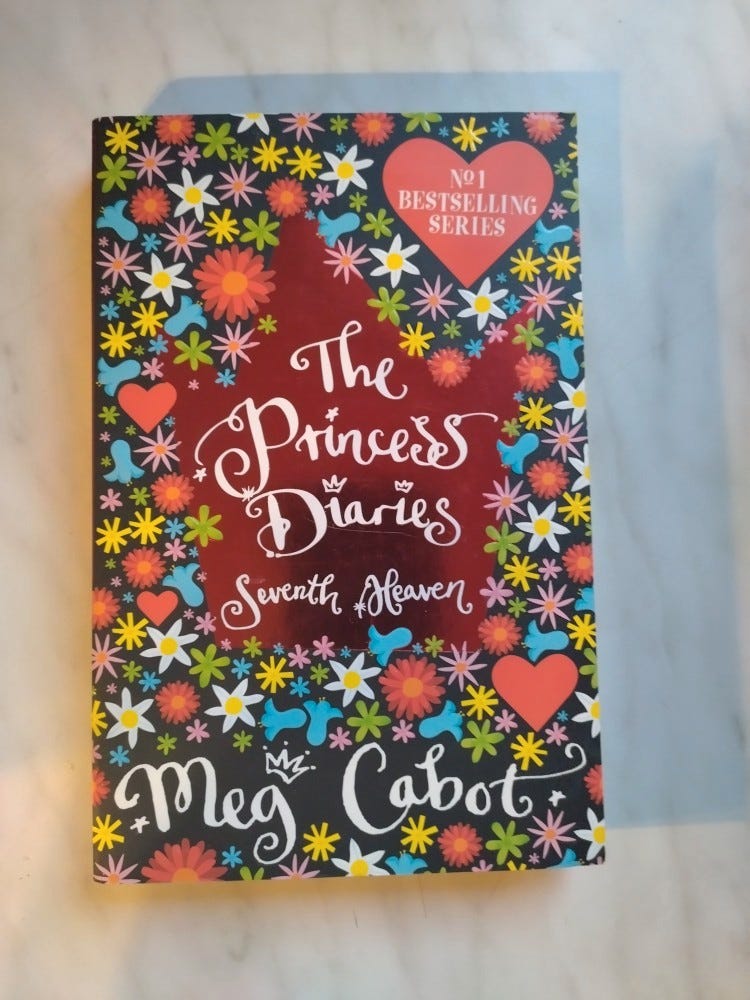 Nº1
BESTSELLING
SERIES
The
Princess
Diaries
Seventh Heaven
Meg Cabot